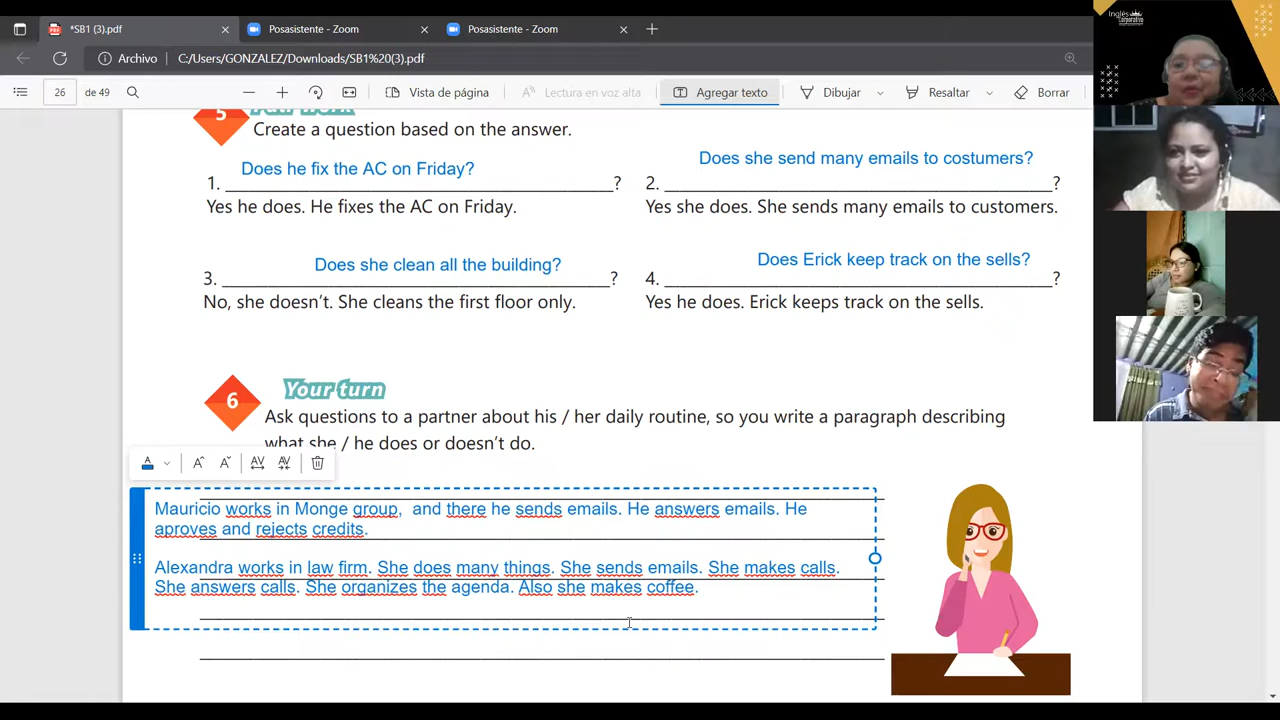 *SB1 (3).pdf
Posasistente - Zoom
Posasistente - Zoom
Archivo
C:/Users/GONZALEZ/Downloads/SB1%20(3).pdf
26
de 49
Vista de página
Lectura en voz alta
Agregar texto
Dibujar
Resaltar
Borrar
Inglés
Corporativo
5
Create a question based on the answer.
Does he fix the AC on Friday?
1. ?
Yes he does. He fixes the AC on Friday.
Does she send many emails to costumers?
2. ?
Yes she does. She sends many emails to customers.
Does she clean all the building?
3. ?
No, she doesn't. She cleans the first floor only.
Does Erick keep track on the sells?
4. ?
Yes he does. Erick keeps track on the sells.
6
Your turn
Ask questions to a partner about his / her daily routine, so you write a paragraph describing
what she / he does or doesn't do.
Mauricio works in Monge group, and there he sends emails. He answers emails. He
aproves and rejects credits.
Alexandra works in law firm. She does many things. She sends emails. She makes calls.
She answers calls. She organizes the agenda. Also she makes coffee.